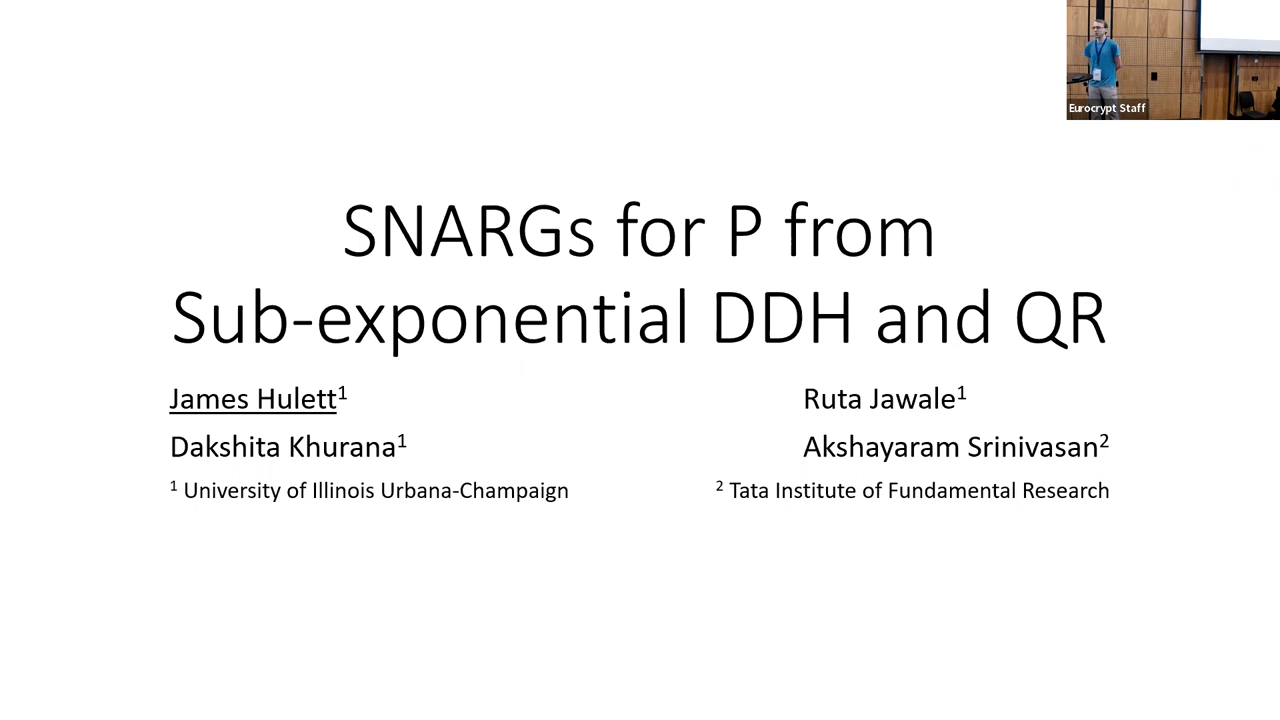 Eurocrypt Staff
SNARGs for P from
Sub-exponential DDH and QR
James Hulett¹
Ruta Jawale¹
Dakshita Khurana¹
Akshayaram Srinivasan²
¹ University of Illinois Urbana-Champaign
² Tata Institute of Fundamental Research